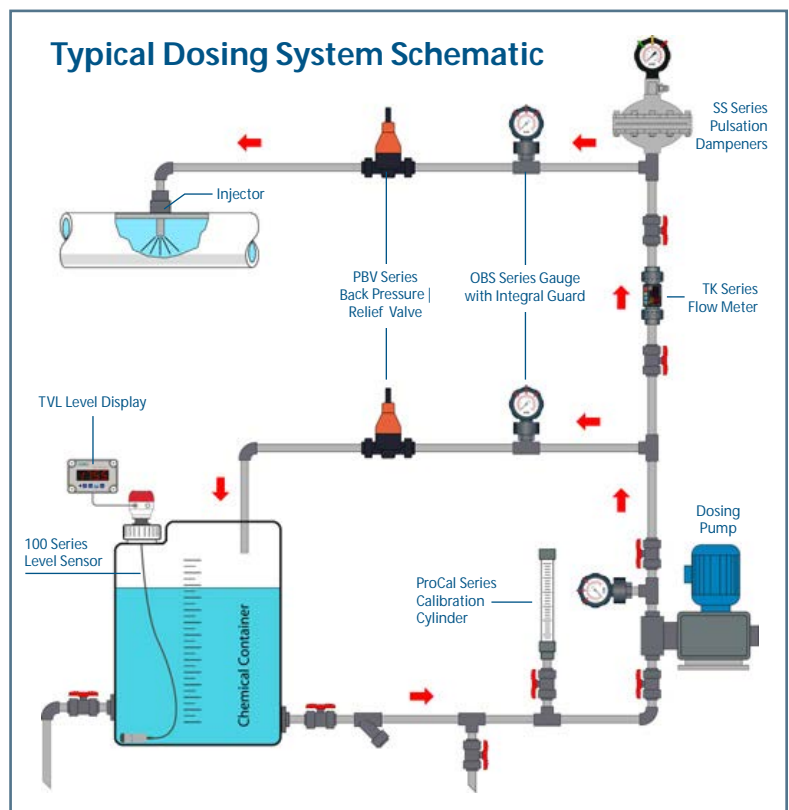 Typical Dosing System Schematic
SS Series
Pulsation
Dampeners
Injector
PBV Series
Back Pressure |
Relief Valve
OBS Series Gauge
with Integral Guard
TK Series
Flow Meter
TVL Level Display
100 Series
Level Sensor
Chemical Container
ProCal Series
Calibration
Cylinder
Dosing
Pump